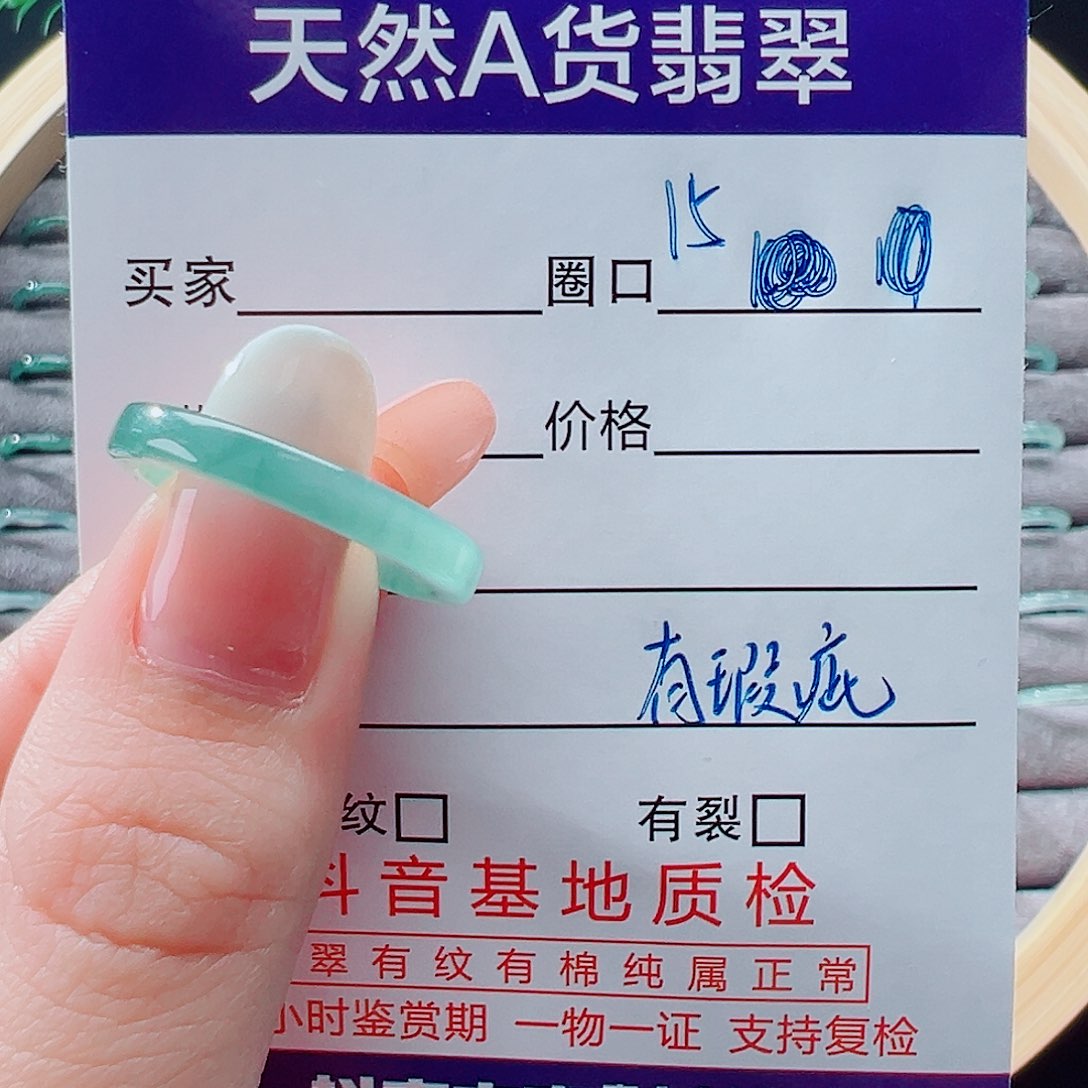 天然A货翡翠
买家 圈口 15
价格
有瑕疵
纹 有裂
抖音基地质检
翠有纹有棉纯属正常
小时鉴赏期 一物一证 支持复检